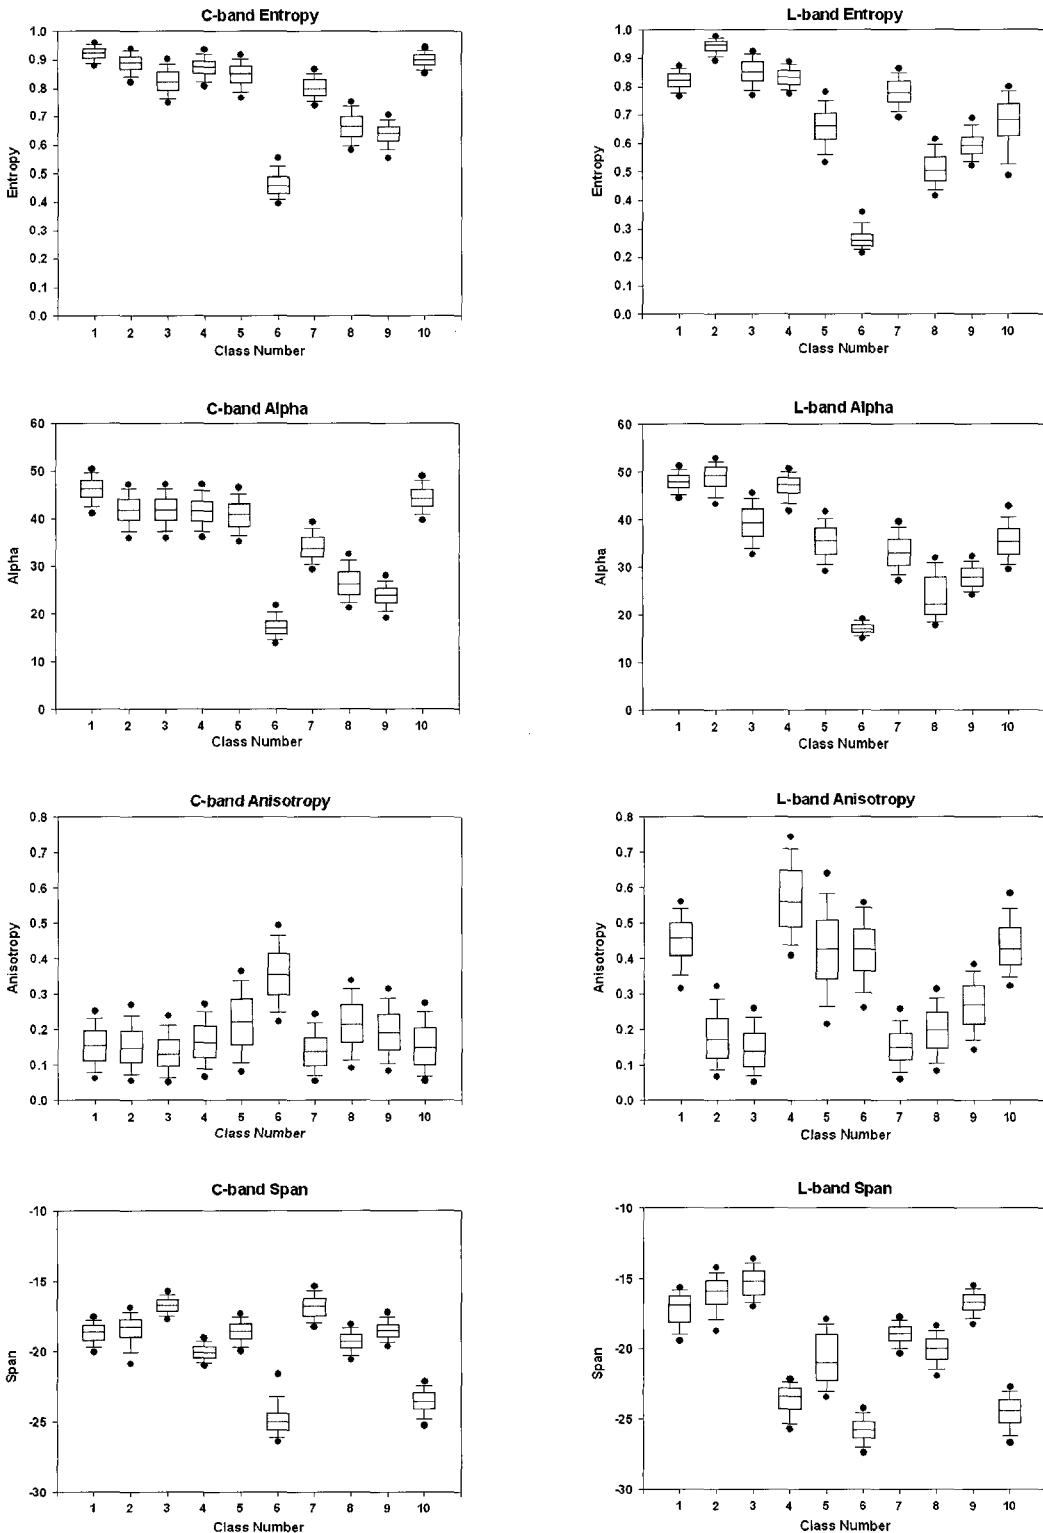 C-band Entropy
1.0
0.9
0.8
0.7
0.6
0.5
0.4
0.3
0.2
0.1
0.0
Entropy
1 2 3 4 5 6 7 8 9 10
Class Number
L-band Entropy
1.0
0.9
0.8
0.7
0.6
0.5
0.4
0.3
0.2
0.1
0.0
Entropy
1 2 3 4 5 6 7 8 9 10
Class Number
C-band Alpha
60
50
40
30
20
10
0
Alpha
1 2 3 4 5 6 7 8 9 10
Class Number
L-band Alpha
60
50
40
30
20
10
0
Alpha
1 2 3 4 5 6 7 8 9 10
Class Number
C-band Anisotropy
0.8
0.7
0.6
0.5
0.4
0.3
0.2
0.1
0.0
Anisotropy
1 2 3 4 5 6 7 8 9 10
Class Number
L-band Anisotropy
0.8
0.7
0.6
0.5
0.4
0.3
0.2
0.1
0.0
Anisotropy
1 2 3 4 5 6 7 8 9 10
Class Number
C-band Span
-10
-15
-20
-25
-30
Span
1 2 3 4 5 6 7 8 9 10
Class Number
L-band Span
-10
-15
-20
-25
-30
Span
1 2 3 4 5 6 7 8 9 10
Class Number